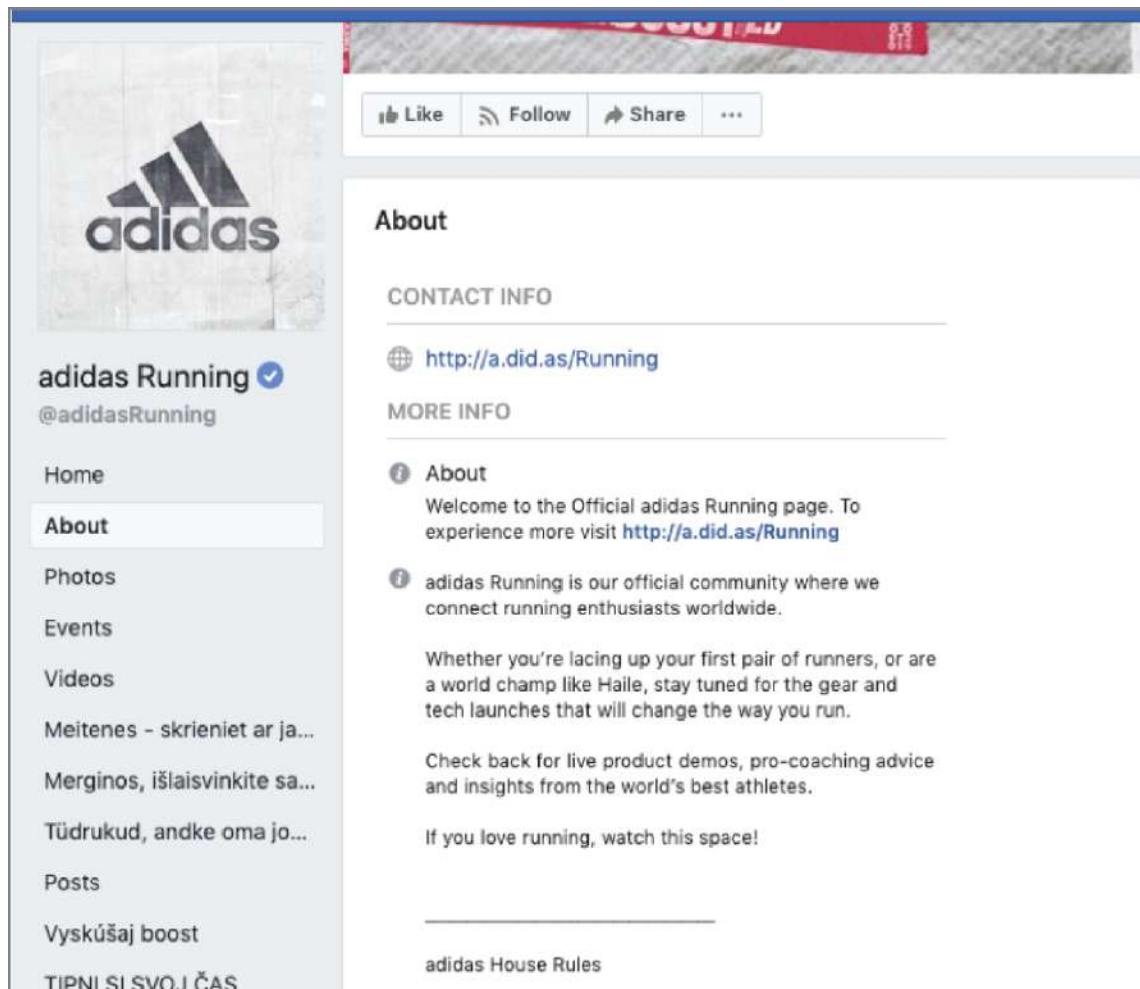 adidas
adidas Running
@adidasRunning
Home
About
Photos
Events
Videos
Meitenes - skrieniet ar ja...
Merginos, išlaisvinkite sa...
Tüdrukud, andke oma jo...
Posts
Vyskúšaj boost
TIPNI SI SVOJ ČAS
Like
Follow
Share
...
About
CONTACT INFO
http://a.did.as/Running
MORE INFO
About
Welcome to the Official adidas Running page. To
experience more visit http://a.did.as/Running
adidas Running is our official community where we
connect running enthusiasts worldwide.
Whether you're lacing up your first pair of runners, or are
a world champ like Haile, stay tuned for the gear and
tech launches that will change the way you run.
Check back for live product demos, pro-coaching advice
and insights from the world's best athletes.
If you love running, watch this space!
adidas House Rules